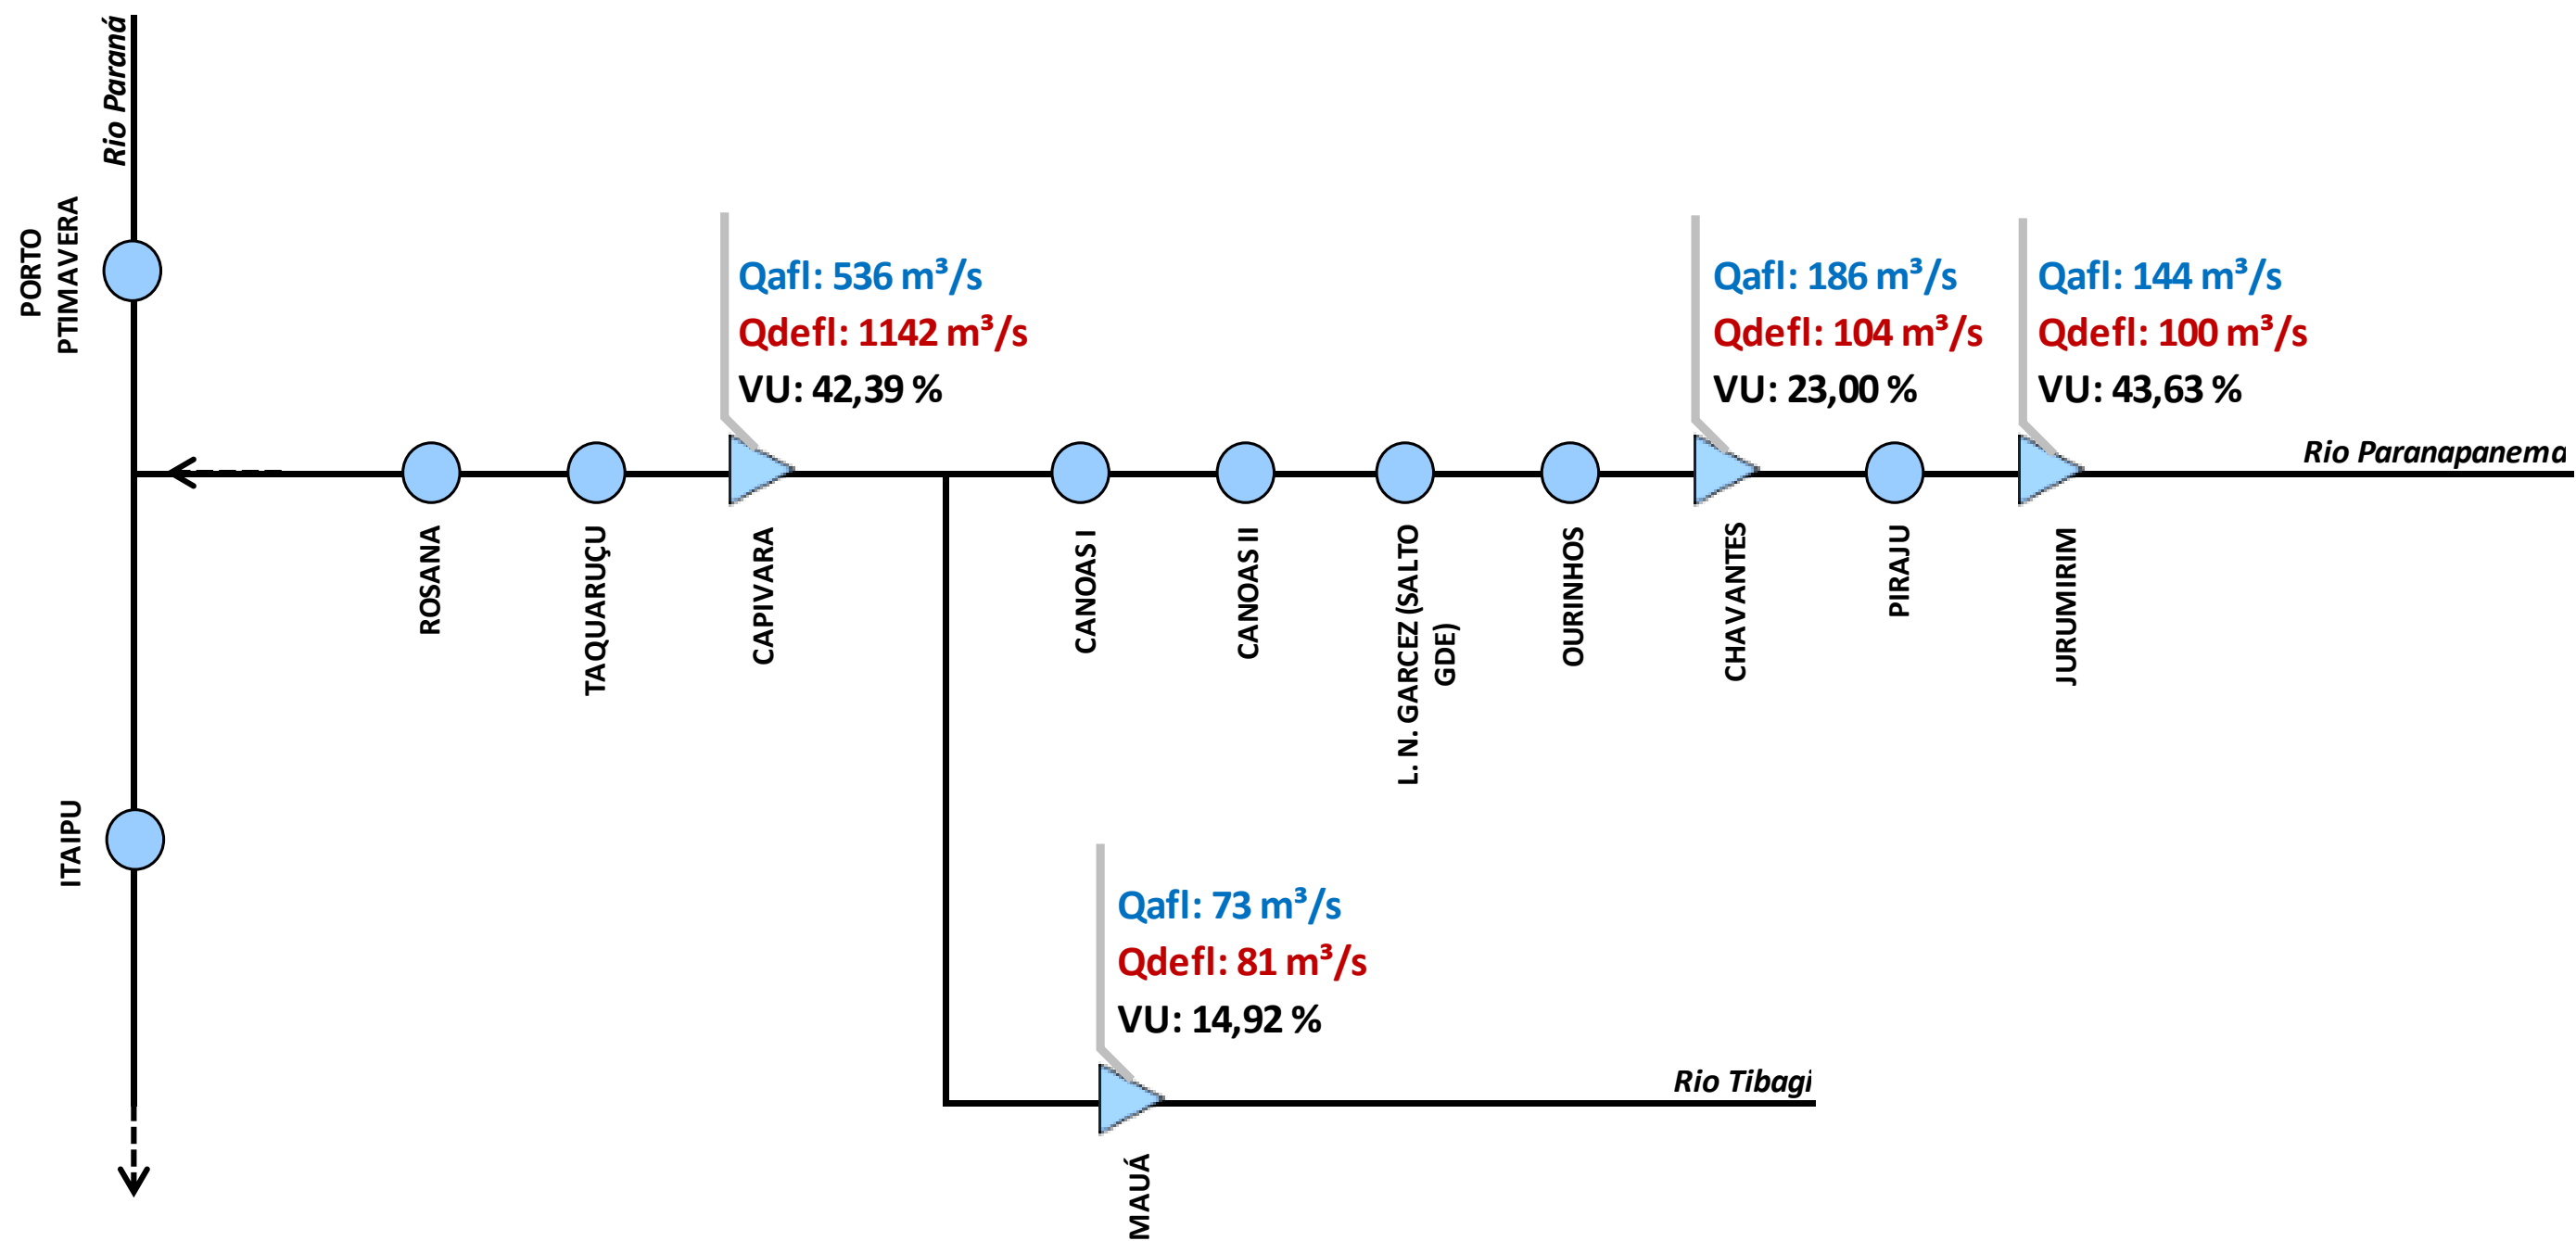 Rio Paraná
PORTO
PTIMAVERA
Qafl: 536 m³/s
Qdefl: 1142 m³/s
VU: 42,39 %
Qafl: 186 m³/s
Qdefl: 104 m³/s
VU: 23,00 %
Qafl: 144 m³/s
Qdefl: 100 m³/s
VU: 43,63 %
Rio Paranapanema
ROSANA
TAQUARUÇU
CAPIVARA
CANOAS I
CANOAS II
L. N. GARCEZ (SALTO
GDE)
OURINHOS
CHAVANTES
PIRAJU
JURUMIRIM
ITAIPU
Qafl: 73 m³/s
Qdefl: 81 m³/s
VU: 14,92 %
Rio Tibagi
MAUÁ